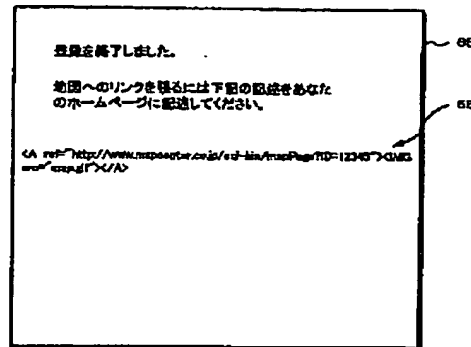 登録を終了しました。
地図へのリンクを張るには下記の記述をあなた
のホームページに記述してください。
<A ref="http://www.mapcenter.co.jp/cgi-bin/mapPage?ID=12345"><IMG
src="map.gif"></A>